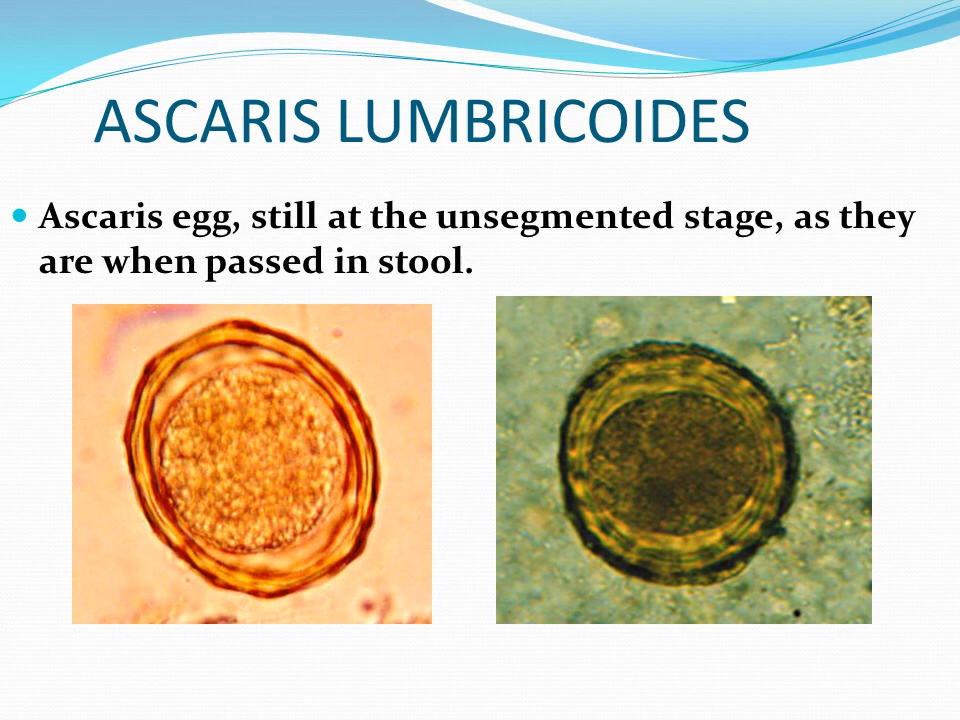 ASCARIS LUMBRICOIDES
• Ascaris egg, still at the unsegmented stage, as they
are when passed in stool.